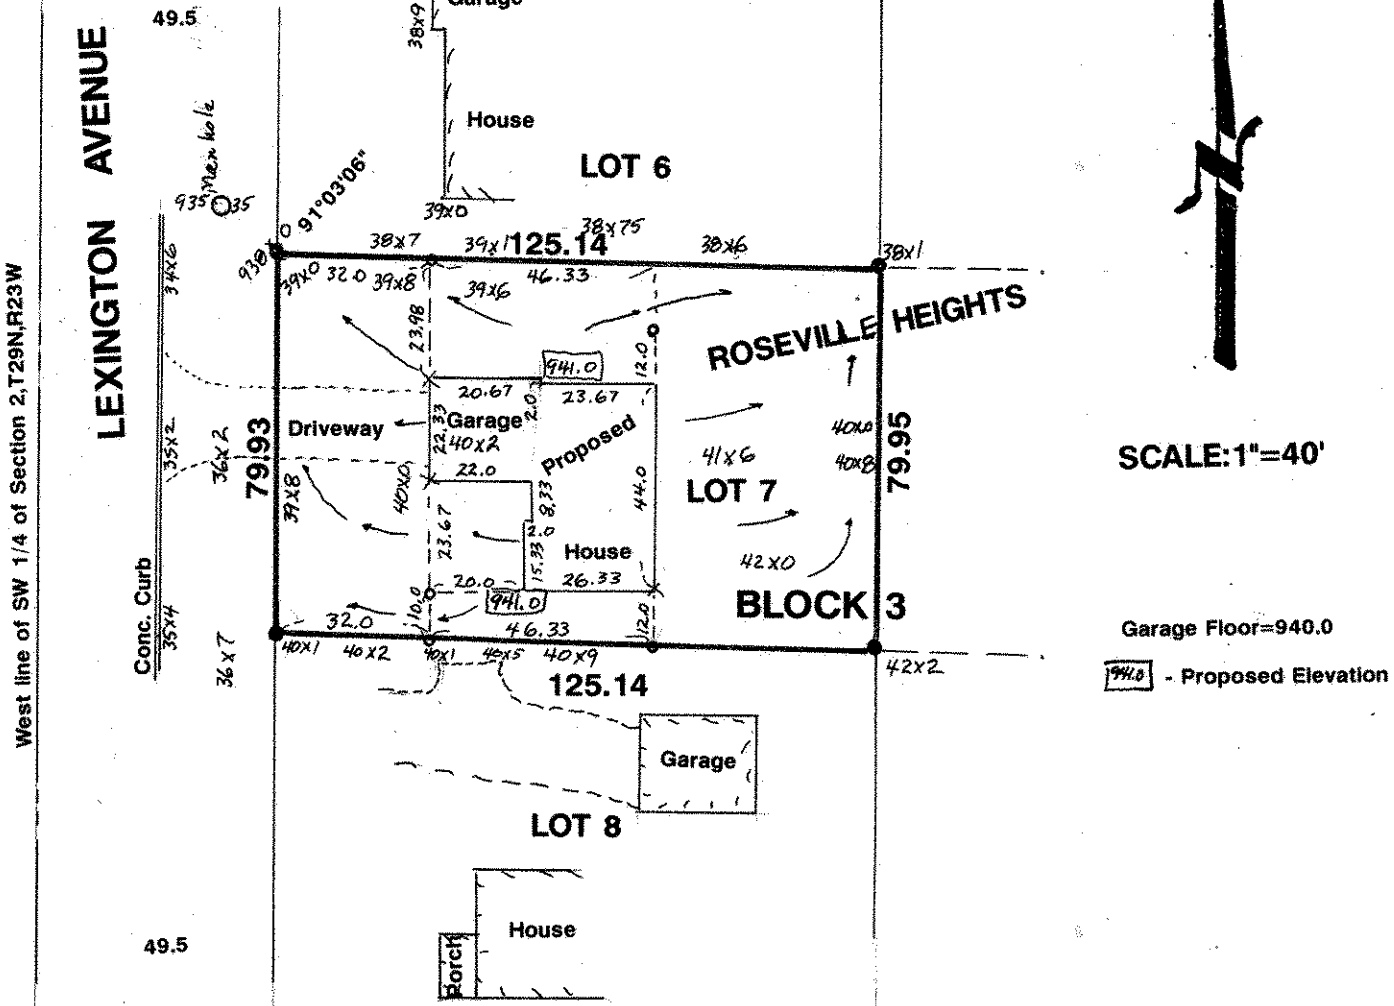 49.5
Garage
38x9
LEXINGTON AVENUE
House
manhole
LOT 6
935 35
91°03'06"
39x0
38x75
38x7
39x1
125.14
38x6
38x1
938x0
39x0
32.0
39x8
39x6
46.33
34x6
23.98
12.0
ROSEVILLE HEIGHTS
941.0
20.67
2.0
23.67
West line of SW 1/4 of Section 2,T29N,R23W
79.93
Driveway
22.33
Garage
40x2
Proposed
40x0
79.95
35x2
36x2
40x0
22.0
41x6
40x8
SCALE:1"=40'
39x8
8.33
44.0
LOT 7
23.67
2.0
15.33
House
42x0
Conc. Curb
20.0
26.33
10.0
941.0
12.0
BLOCK 3
35x4
32.0
46.33
Garage Floor=940.0
36x7
40x1
40x2
40x1
40x5
40x9
42x2
125.14
941.0 - Proposed Elevation
Garage
LOT 8
House
49.5
Porch